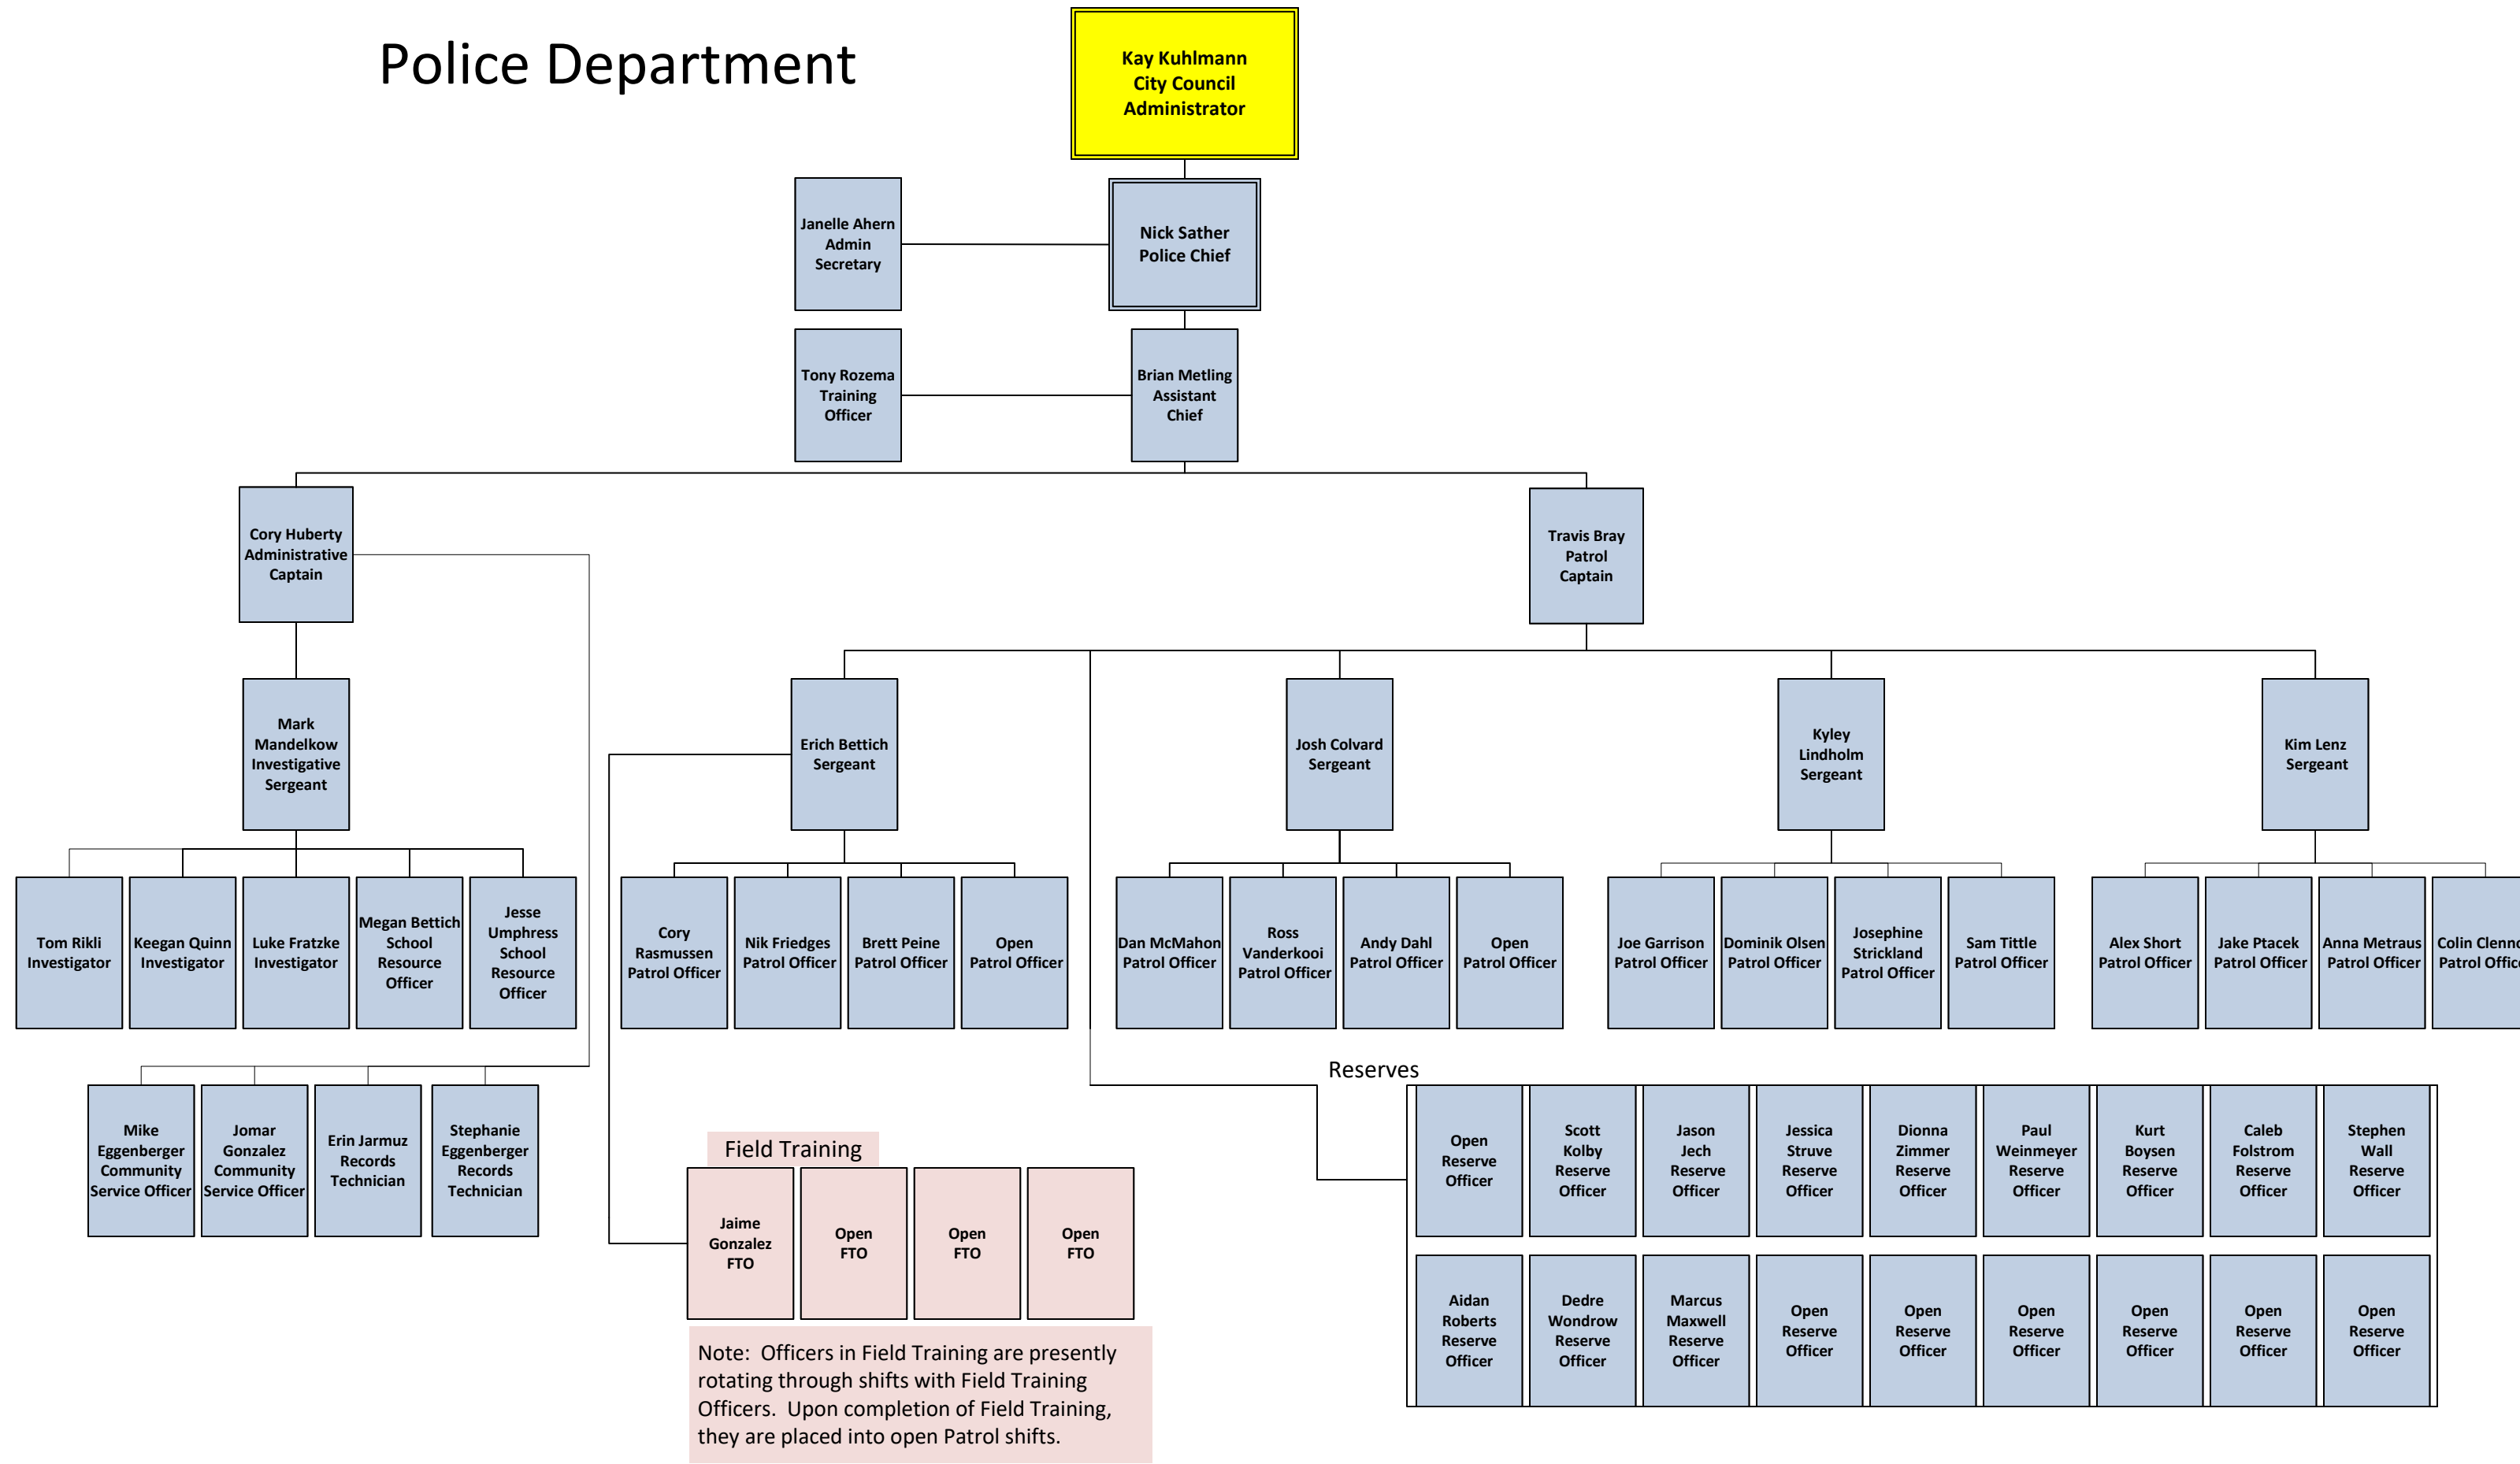 Police Department
Kay Kuhlmann
City Council
Administrator
Janelle Ahern
Admin
Secretary
Nick Sather
Police Chief
Tony Rozema
Training
Officer
Brian Metling
Assistant
Chief
Cory Huberty
Administrative
Captain
Travis Bray
Patrol
Captain
Mark
Mandelkow
Investigative
Sergeant
Erich Bettich
Sergeant
Josh Colvard
Sergeant
Kyley
Lindholm
Sergeant
Kim Lenz
Sergeant
Tom Rikli
Investigator
Keegan Quinn
Investigator
Luke Fratzke
Investigator
Megan Bettich
School
Resource
Officer
Jesse
Umphress
School
Resource
Officer
Cory
Rasmussen
Patrol Officer
Nik Friedges
Patrol Officer
Brett Peine
Patrol Officer
Open
Patrol Officer
Dan McMahon
Patrol Officer
Ross
Vanderkooi
Patrol Officer
Andy Dahl
Patrol Officer
Open
Patrol Officer
Joe Garrison
Patrol Officer
Dominik Olsen
Patrol Officer
Josephine
Strickland
Patrol Officer
Sam Tittle
Patrol Officer
Alex Short
Patrol Officer
Jake Ptacek
Patrol Officer
Anna Metraus
Patrol Officer
Colin
Patrol
Mike
Eggenberger
Community
Service Officer
Jomar
Gonzalez
Community
Service Officer
Erin Jarmuz
Records
Technician
Stephanie
Eggenberger
Records
Technician
Reserves
Open
Reserve
Officer
Scott
Kolby
Reserve
Officer
Jason
Jech
Reserve
Officer
Jessica
Struve
Reserve
Officer
Dionna
Zimmer
Reserve
Officer
Paul
Weinmeyer
Reserve
Officer
Kurt
Boysen
Reserve
Officer
Caleb
Folstrom
Reserve
Officer
Stephen
Wall
Reserve
Officer
Aidan
Roberts
Reserve
Officer
Dedre
Wondrow
Reserve
Officer
Marcus
Maxwell
Reserve
Officer
Open
Reserve
Officer
Open
Reserve
Officer
Open
Reserve
Officer
Open
Reserve
Officer
Open
Reserve
Officer
Open
Reserve
Officer
Field Training
Jaime
Gonzalez
FTO
Open
FTO
Open
FTO
Open
FTO
Note: Officers in Field Training are presently
rotating through shifts with Field Training
Officers. Upon completion of Field Training,
they are placed into open Patrol shifts.